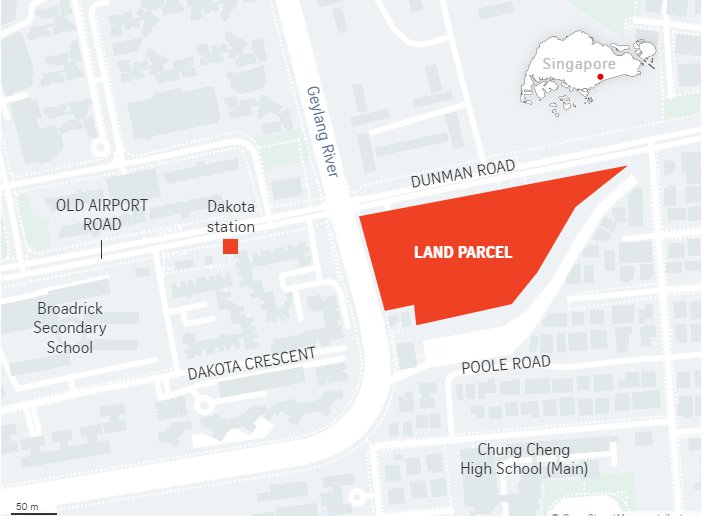 Singapore
Geylang River
DUNMAN ROAD
OLD AIRPORT
ROAD
Dakota
station
LAND PARCEL
Broadrick
Secondary
School
DAKOTA CRESCENT
POOLE ROAD
Chung Cheng
High School (Main)
50 m